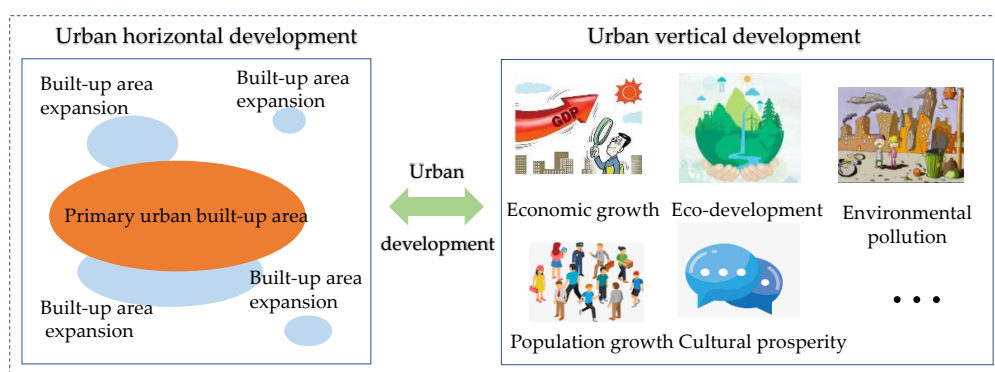 Urban horizontal development
Urban vertical development
Built-up area
expansion
Built-up area
expansion
Primary urban built-up area
Built-up area
expansion
Built-up area
expansion
Urban
development
GDP
Economic growth
Eco-development
Environmental
pollution
Population growth
Cultural prosperity
• • •